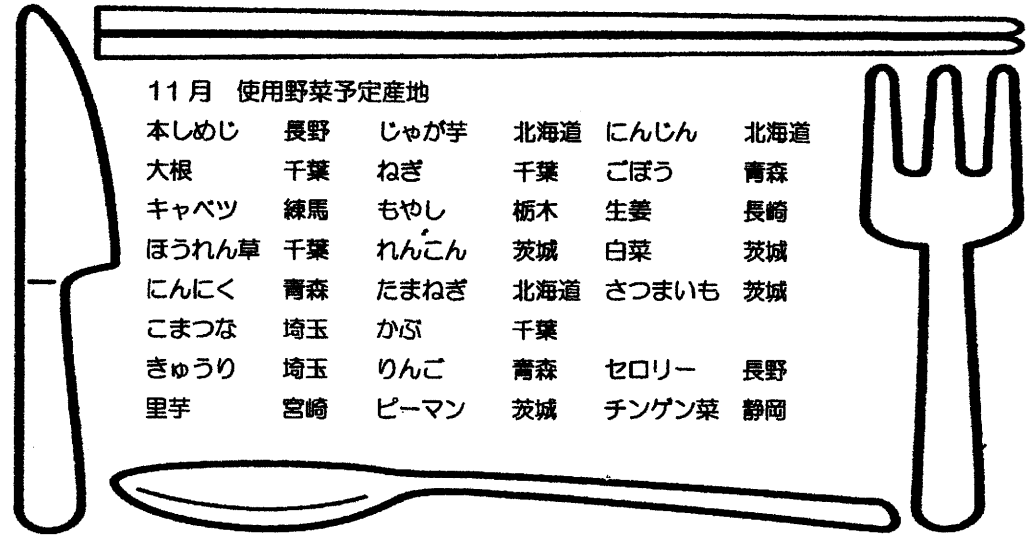 11月 使用野菜予定産地
本しめじ 長野 じゃが芋 北海道 にんじん 北海道
大根 千葉 ねぎ 千葉 ごぼう 青森
キャベツ 練馬 もやし 栃木 生姜 長崎
ほうれん草 千葉 れんこん 茨城 白菜 茨城
にんにく 青森 たまねぎ 北海道 さつまいも 茨城
こまつな 埼玉 かぶ 千葉
きゅうり 埼玉 りんご 青森 セロリー 長野
里芋 宮崎 ピーマン 茨城 チンゲン菜 静岡